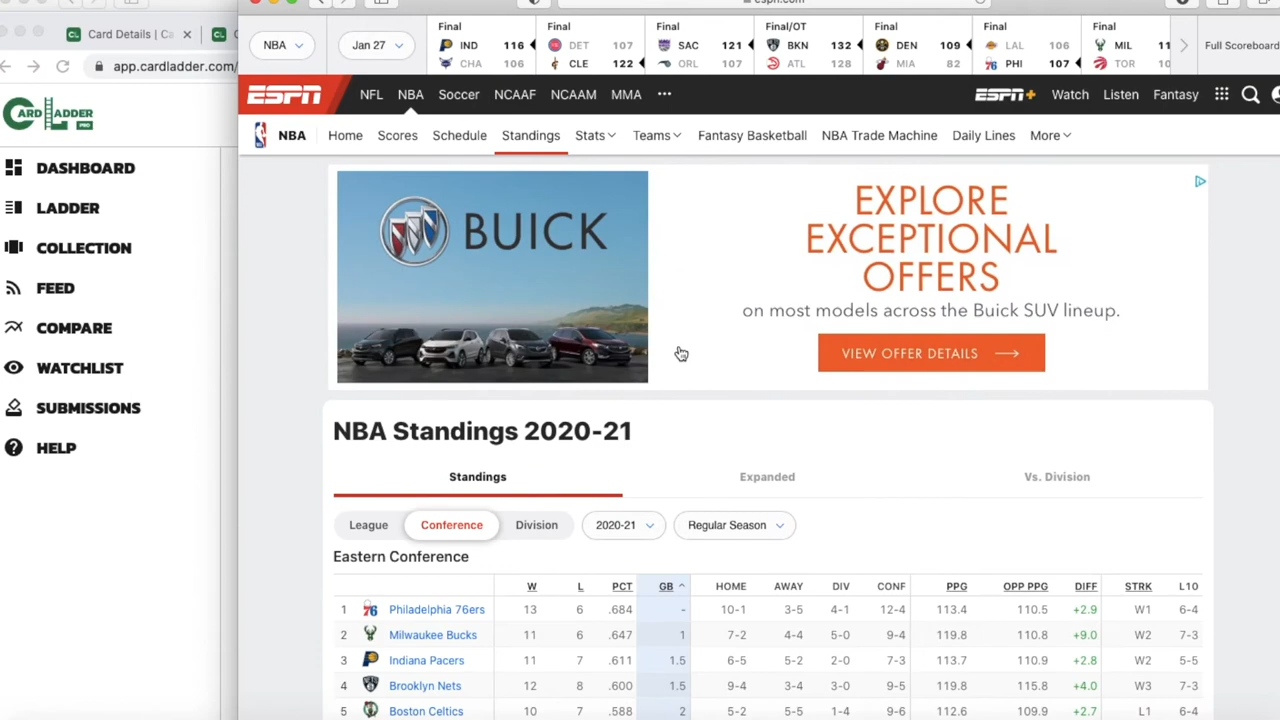 espn.com
Card Details | Ca
app.cardladder.com/
CARD LADDER PRO
DASHBOARD
LADDER
COLLECTION
FEED
COMPARE
WATCHLIST
SUBMISSIONS
HELP
NBA
Jan 27
Final
IND 116
CHA 106
Final
DET 107
CLE 122
Final
SAC 121
ORL 107
Final/OT
BKN 132
ATL 128
Final
DEN 109
MIA 82
Final
LAL 106
PHI 107
Final
MIL 11
TOR 10
Full Scoreboard
ESPN
NFL NBA Soccer NCAAF NCAAM MMA
ESPN+ Watch Listen Fantasy
NBA Home Scores Schedule Standings Stats Teams Fantasy Basketball NBA Trade Machine Daily Lines More
BUICK
EXPLORE
EXCEPTIONAL
OFFERS
on most models across the Buick SUV lineup.
VIEW OFFER DETAILS
NBA Standings 2020-21
Standings Expanded Vs. Division
League Conference Division 2020-21 Regular Season
Eastern Conference
W L PCT GB HOME AWAY DIV CONF PPG OPP PPG DIFF STRK L10
1 76 Philadelphia 76ers 13 6 .684 - 10-1 3-5 4-1 12-4 113.4 110.5 +2.9 W1 6-4
2 Milwaukee Bucks 11 6 .647 1 7-2 4-4 5-0 9-4 119.8 110.8 +9.0 W2 7-3
3 Indiana Pacers 11 7 .611 1.5 6-5 5-2 2-0 7-3 113.7 110.9 +2.8 W2 5-5
4 Brooklyn Nets 12 8 .600 1.5 9-4 3-4 3-0 9-5 119.8 115.8 +4.0 W3 7-3
5 Boston Celtics 10 7 .588 2 5-2 5-5 1-4 9-6 112.6 109.9 +2.7 L1 6-4